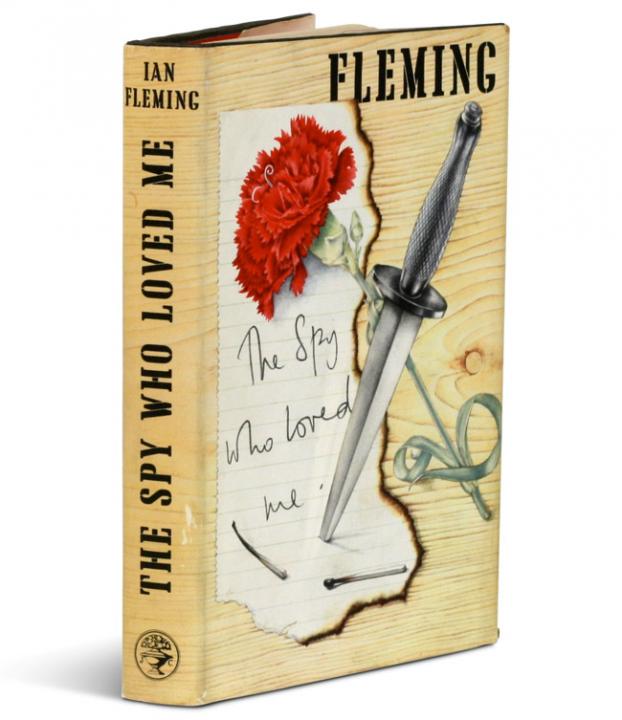 IAN
FLEMING
THE SPY WHO LOVED ME
FLEMING
The Spy
who loved
me.